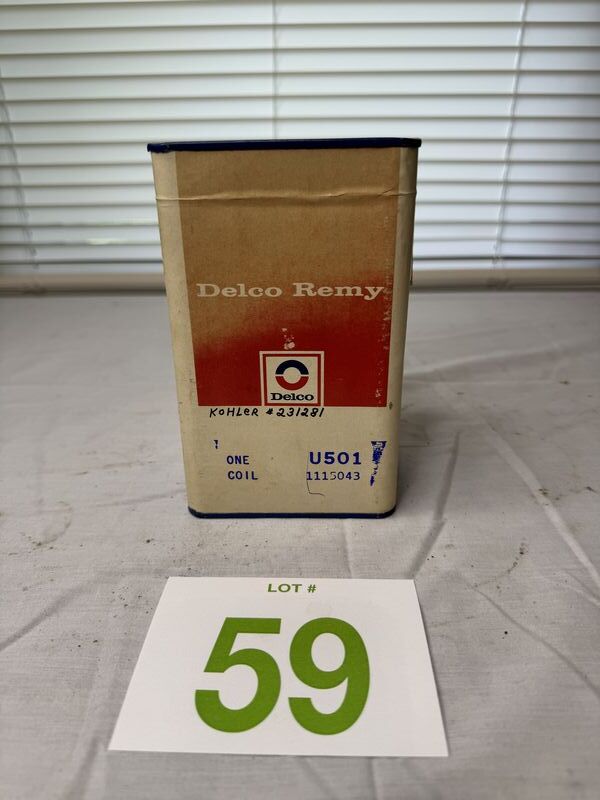 Delco Remy
Delco
KOHLER #231281
ONE U501
COIL 1115043
LOT #
59